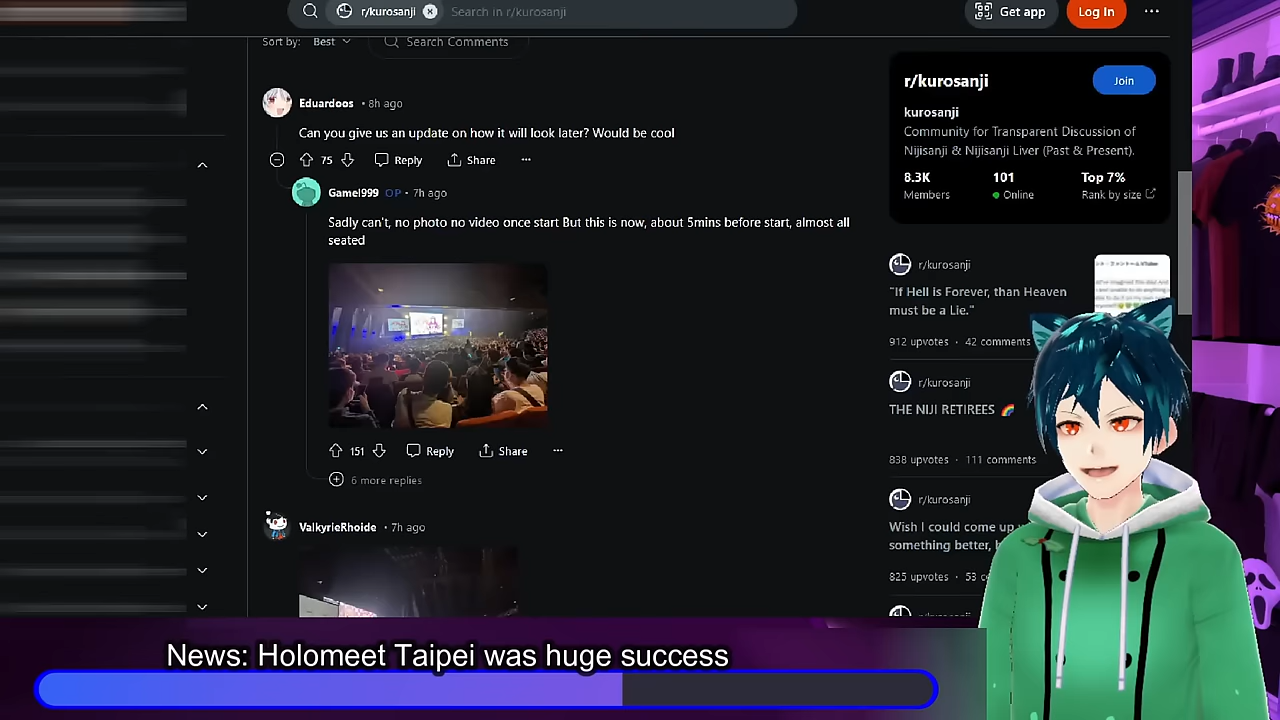 r/kurosanji
Search in r/kurosanji
Get app
Log In
Sort by: Best
Search Comments
Eduardoos • 8h ago
Can you give us an update on how it will look later? Would be cool
75
Reply
Share
Gamel999 OP • 7h ago
Sadly can't, no photo no video once start But this is now, about 5mins before start, almost all
seated
151
Reply
Share
6 more replies
ValkyrieRhoide • 7h ago
r/kurosanji
Join
kurosanji
Community for Transparent Discussion of
Nijisanji & Nijisanji Liver (Past & Present).
8.3K 101 Top 7%
Members Online Rank by size
r/kurosanji
"If Hell is Forever, than Heaven
must be a Lie."
912 upvotes · 42 comments
r/kurosanji
THE NIJI RETIREES 🌈
838 upvotes · 111 comments
r/kurosanji
Wish I could come up
something better,
825 upvotes · 53
News: Holomeet Taipei was huge success